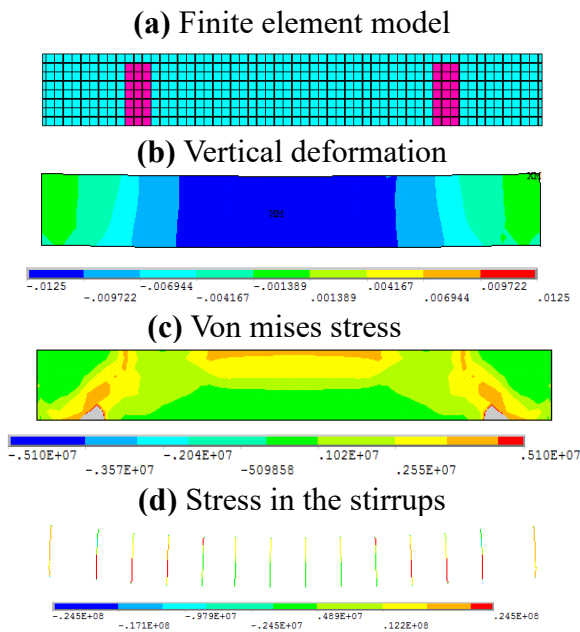 (a) Finite element model
(b) Vertical deformation
XM
XM
-.0125 -.006944 -.001389 .004167 .009722
-.009722 -.004167 .001389 .006944 .0125
(c) Von mises stress
-.510E+07 -.204E+07 .102E+07 .510E+07
-.357E+07 -509858 .255E+07
(d) Stress in the stirrups
-.245E+08 -.979E+07 .489E+07 .245E+08
-.171E+08 -.245E+07 .122E+08